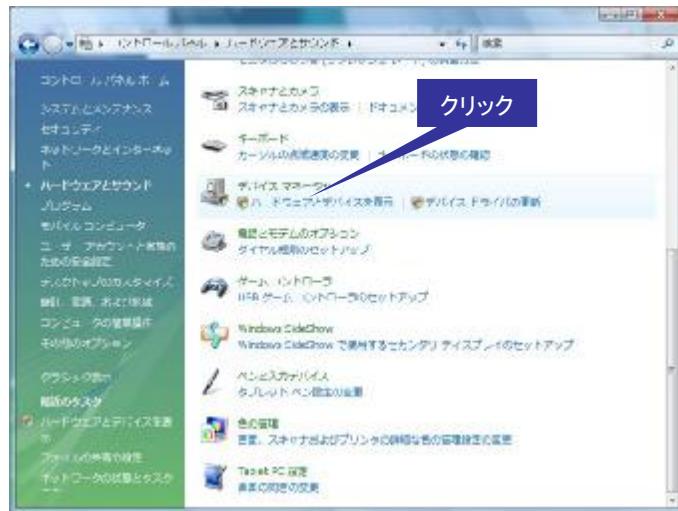 コントロール パネル ▸ ハードウェアとサウンド ▸
検索
コントロール パネル ホーム
システムとメンテナンス
セキュリティ
ネットワークとインターネット
ハードウェアとサウンド
プログラム
モバイル コンピュータ
ユーザー アカウントと家族のための安全設定
デスクトップのカスタマイズ
時計、言語、および地域
コンピュータの簡単操作
その他のオプション
クラシック表示
最近のタスク
ハードウェアとデバイスを表示
ファイルの共有の設定
ネットワークの状態とタスク
スキャナとカメラ
スキャナとカメラの表示
クリック
キーボード
カーソルの点滅速度の変更
キーボードの状態の確認
デバイス マネージャ
ハードウェアとデバイスを表示
デバイス ドライバの更新
電話とモデムのオプション
ダイヤル種別のセットアップ
ゲーム コントローラ
USB ゲーム コントローラのセットアップ
Windows SideShow
Windows SideShow で使用するセカンダリ ディスプレイのセットアップ
ペンと入力デバイス
タブレット ペン設定の変更
色の管理
画面、スキャナおよびプリンタの詳細な色の管理設定の変更
Tablet PC 設定
画面の向きの変更